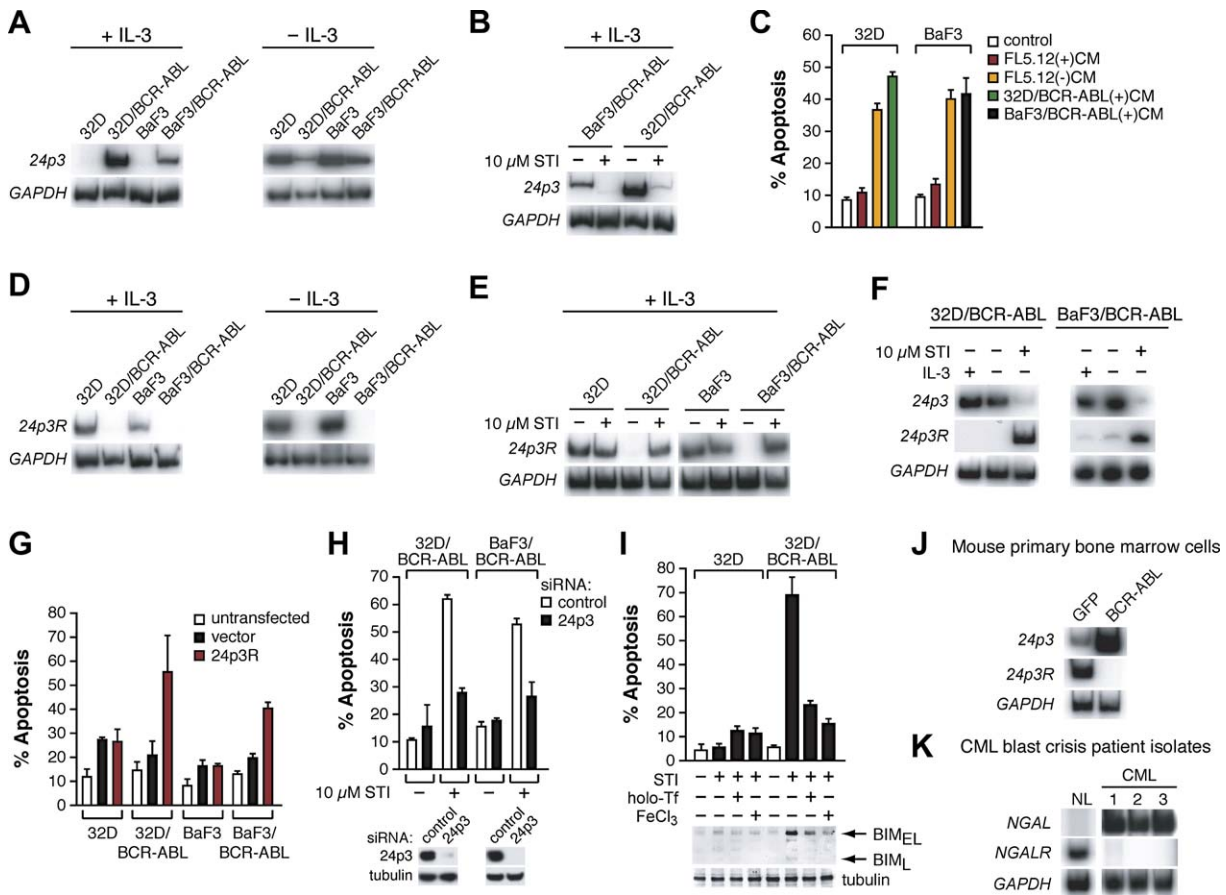 A
+ IL-3
− IL-3
32D
32D/BCR-ABL
BaF3
BaF3/BCR-ABL
32D
32D/BCR-ABL
BaF3
BaF3/BCR-ABL
24p3
GAPDH
B
+ IL-3
BaF3/BCR-ABL
32D/BCR-ABL
10 µM STI − + − +
24p3
GAPDH
C
32D BaF3
% Apoptosis
60
50
40
30
20
10
0
control
FL5.12(+)CM
FL5.12(-)CM
32D/BCR-ABL(+)CM
BaF3/BCR-ABL(+)CM
D
+ IL-3
− IL-3
32D
32D/BCR-ABL
BaF3
BaF3/BCR-ABL
32D
32D/BCR-ABL
BaF3
BaF3/BCR-ABL
24p3R
GAPDH
E
+ IL-3
32D
32D/BCR-ABL
BaF3
BaF3/BCR-ABL
10 µM STI − + − + − + − +
24p3R
GAPDH
F
32D/BCR-ABL BaF3/BCR-ABL
10 µM STI − − + − − +
IL-3 + − − + − −
24p3
24p3R
GAPDH
G
% Apoptosis
80
70
60
50
40
30
20
10
0
untransfected
vector
24p3R
32D
32D/
BCR-ABL
BaF3
BaF3/
BCR-ABL
H
32D/
BCR-ABL
BaF3/
BCR-ABL
% Apoptosis
70
60
50
40
30
20
10
0
siRNA:
control
24p3
10 µM STI − + − +
siRNA:
control
24p3
control
24p3
24p3
tubulin
I
32D
32D/
BCR-ABL
% Apoptosis
80
70
60
50
40
30
20
10
0
STI − + + + − + + +
holo-Tf − − + − − − + −
FeCl3 − − − + − − − +
BIMEL
BIML
tubulin
J Mouse primary bone marrow cells
GFP
BCR-ABL
24p3
24p3R
GAPDH
K CML blast crisis patient isolates
CML
NL 1 2 3
NGAL
NGALR
GAPDH